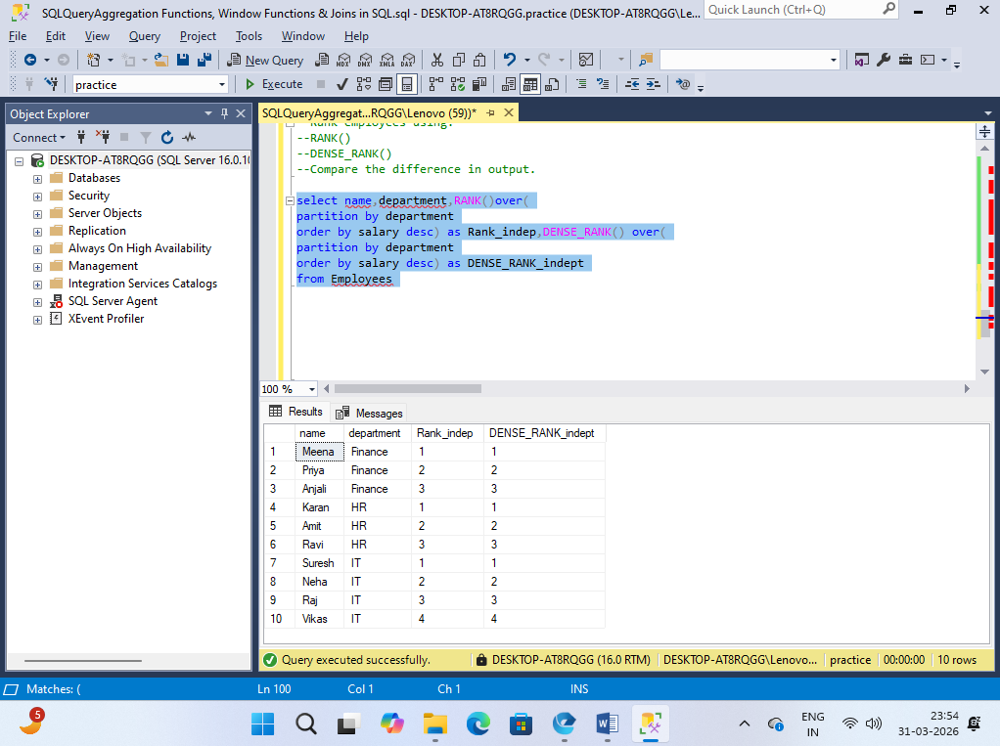 SQLQueryAggregation Functions, Window Functions & Joins in SQL.sql - DESKTOP-AT8RQGG.practice (DESKTOP-AT8RQGG\Le...
Quick Launch (Ctrl+Q)
File Edit View Query Project Tools Window Help
New Query
MDX DMX XMLA DAX
practice
Execute
Object Explorer
Connect
DESKTOP-AT8RQGG (SQL Server 16.0.10
Databases
Security
Server Objects
Replication
Always On High Availability
Management
Integration Services Catalogs
SQL Server Agent
XEvent Profiler
SQLQueryAggregat...RQGG\Lenovo (59))*
--Rank employees using:
--RANK()
--DENSE_RANK()
--Compare the difference in output.
select name,department,RANK()over(
partition by department
order by salary desc) as Rank_indep,DENSE_RANK() over(
partition by department
order by salary desc) as DENSE_RANK_indept
from Employees
100 %
Results Messages
name department Rank_indep DENSE_RANK_indept
1 Meena Finance 1 1
2 Priya Finance 2 2
3 Anjali Finance 3 3
4 Karan HR 1 1
5 Amit HR 2 2
6 Ravi HR 3 3
7 Suresh IT 1 1
8 Neha IT 2 2
9 Raj IT 3 3
10 Vikas IT 4 4
Query executed successfully.
DESKTOP-AT8RQGG (16.0 RTM) DESKTOP-AT8RQGG\Lenovo... practice 00:00:00 10 rows
Matches: ( Ln 100 Col 1 Ch 1 INS
5
ENG
IN
23:54
31-03-2026